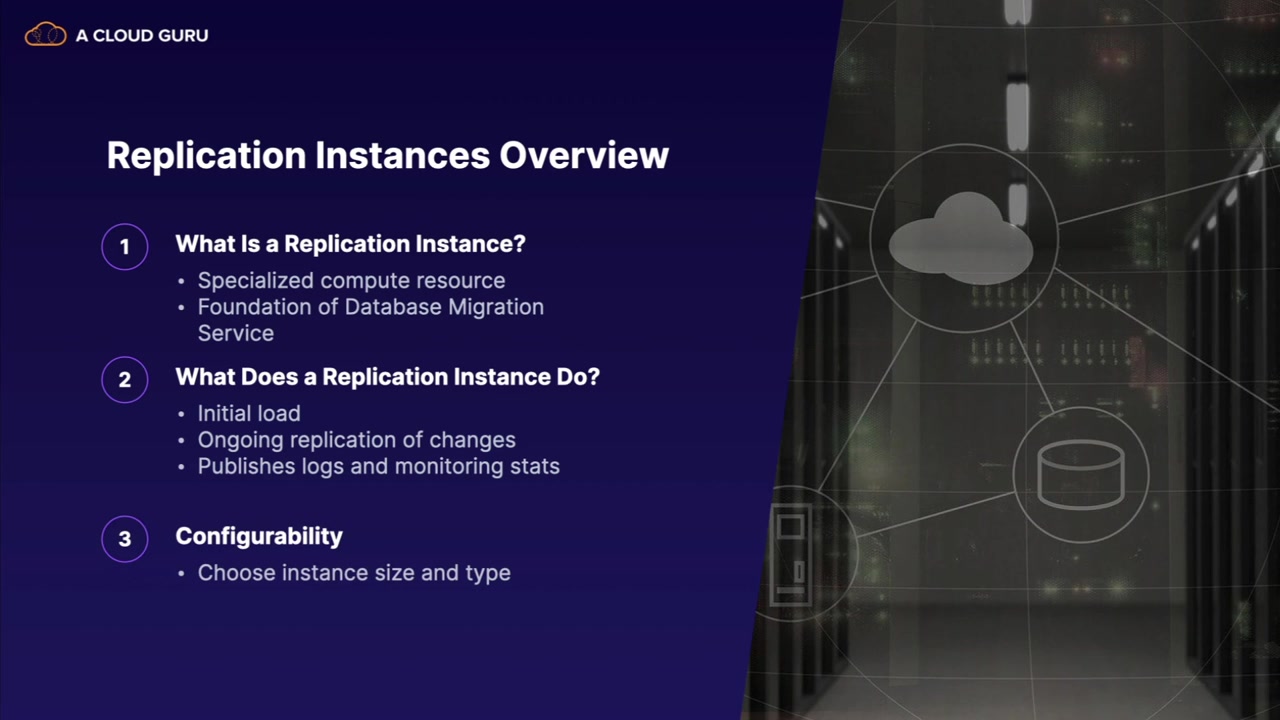 A CLOUD GURU
Replication Instances Overview
1
What Is a Replication Instance?
• Specialized compute resource
• Foundation of Database Migration
Service
2
What Does a Replication Instance Do?
• Initial load
• Ongoing replication of changes
• Publishes logs and monitoring stats
3
Configurability
• Choose instance size and type